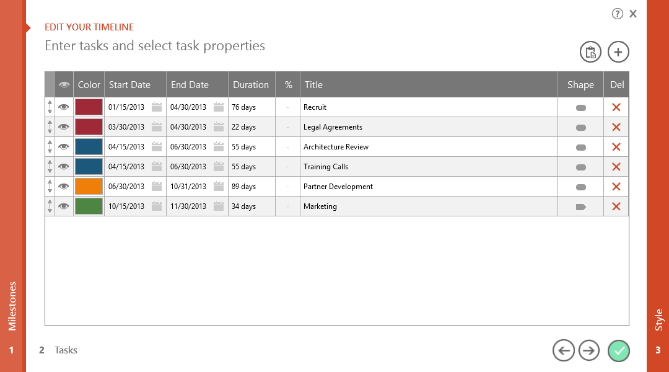 EDIT YOUR TIMELINE
Enter tasks and select task properties
Color Start Date End Date Duration % Title Shape Del
01/15/2013 04/30/2013 76 days - Recruit
03/30/2013 04/30/2013 22 days - Legal Agreements
04/15/2013 06/30/2013 55 days - Architecture Review
04/15/2013 06/30/2013 55 days - Training Calls
06/30/2013 10/31/2013 89 days - Partner Development
10/15/2013 11/30/2013 34 days - Marketing
Milestones
1
2 Tasks
Style
3